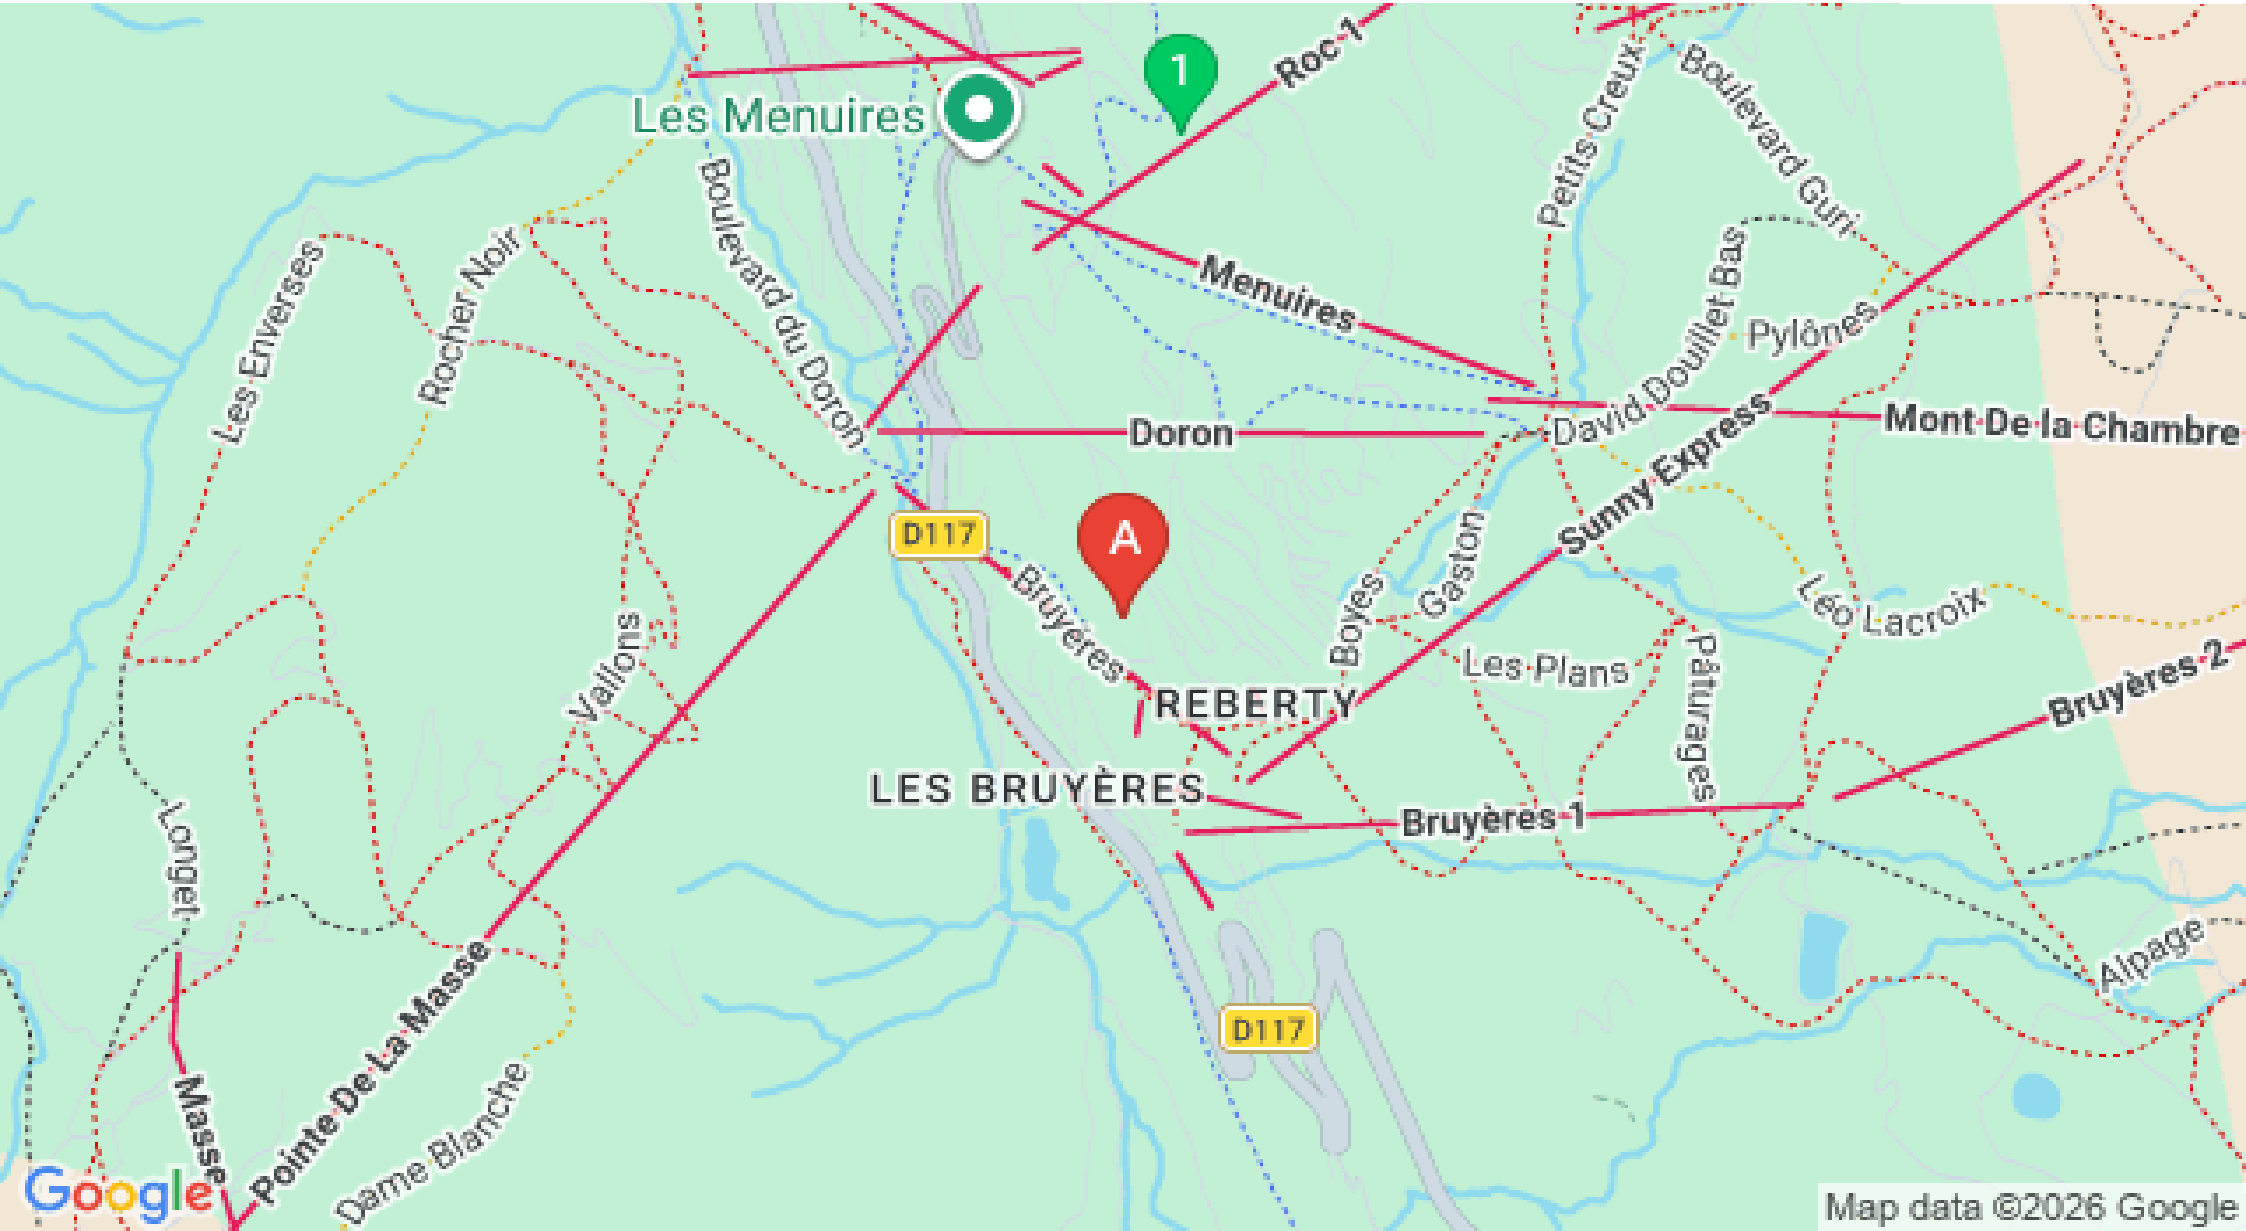 Roc 1
1
Les Menuires
Petits Creux
Boulevard Guri
Boulevard du Doron
Les Enverses
Rocher Noir
Menuires
David Douillet Bas
Pylônes
Doron
Mont De la Chambre
Sunny Express
D117
A
Bruyères
Gaston
Boyes
Léo Lacroix
Les Plans
Pâturages
Vallons
REBERTY
Bruyères 2
LES BRUYÈRES
Bruyères 1
Longet
Alpage
Pointe De La Masse
D117
Masse
Dame Blanche
Google
Map data ©2026 Google